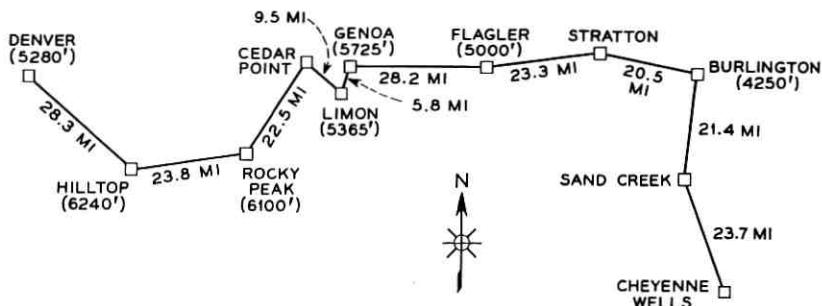 DENVER
(5280')
28.3 MI
HILLTOP
(6240')
23.8 MI
ROCKY
PEAK
(6100')
22.5 MI
CEDAR
POINT
9.5 MI
LIMON
(5365')
5.8 MI
GENOA
(5725')
28.2 MI
FLAGLER
(5000')
23.3 MI
STRATTON
20.5
MI
BURLINGTON
(4250')
21.4 MI
SAND CREEK
23.7 MI
CHEYENNE
WELLS
N